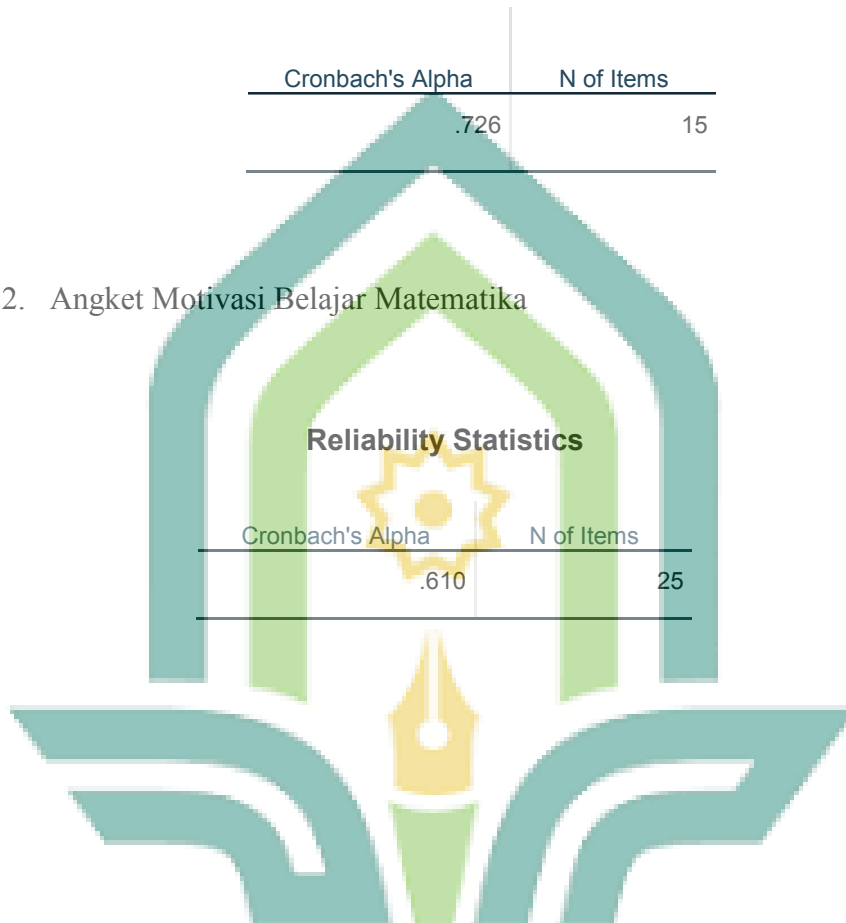 Cronbach's Alpha N of Items
.726 15
2. Angket Motivasi Belajar Matematika
Reliability Statistics
Cronbach's Alpha N of Items
.610 25